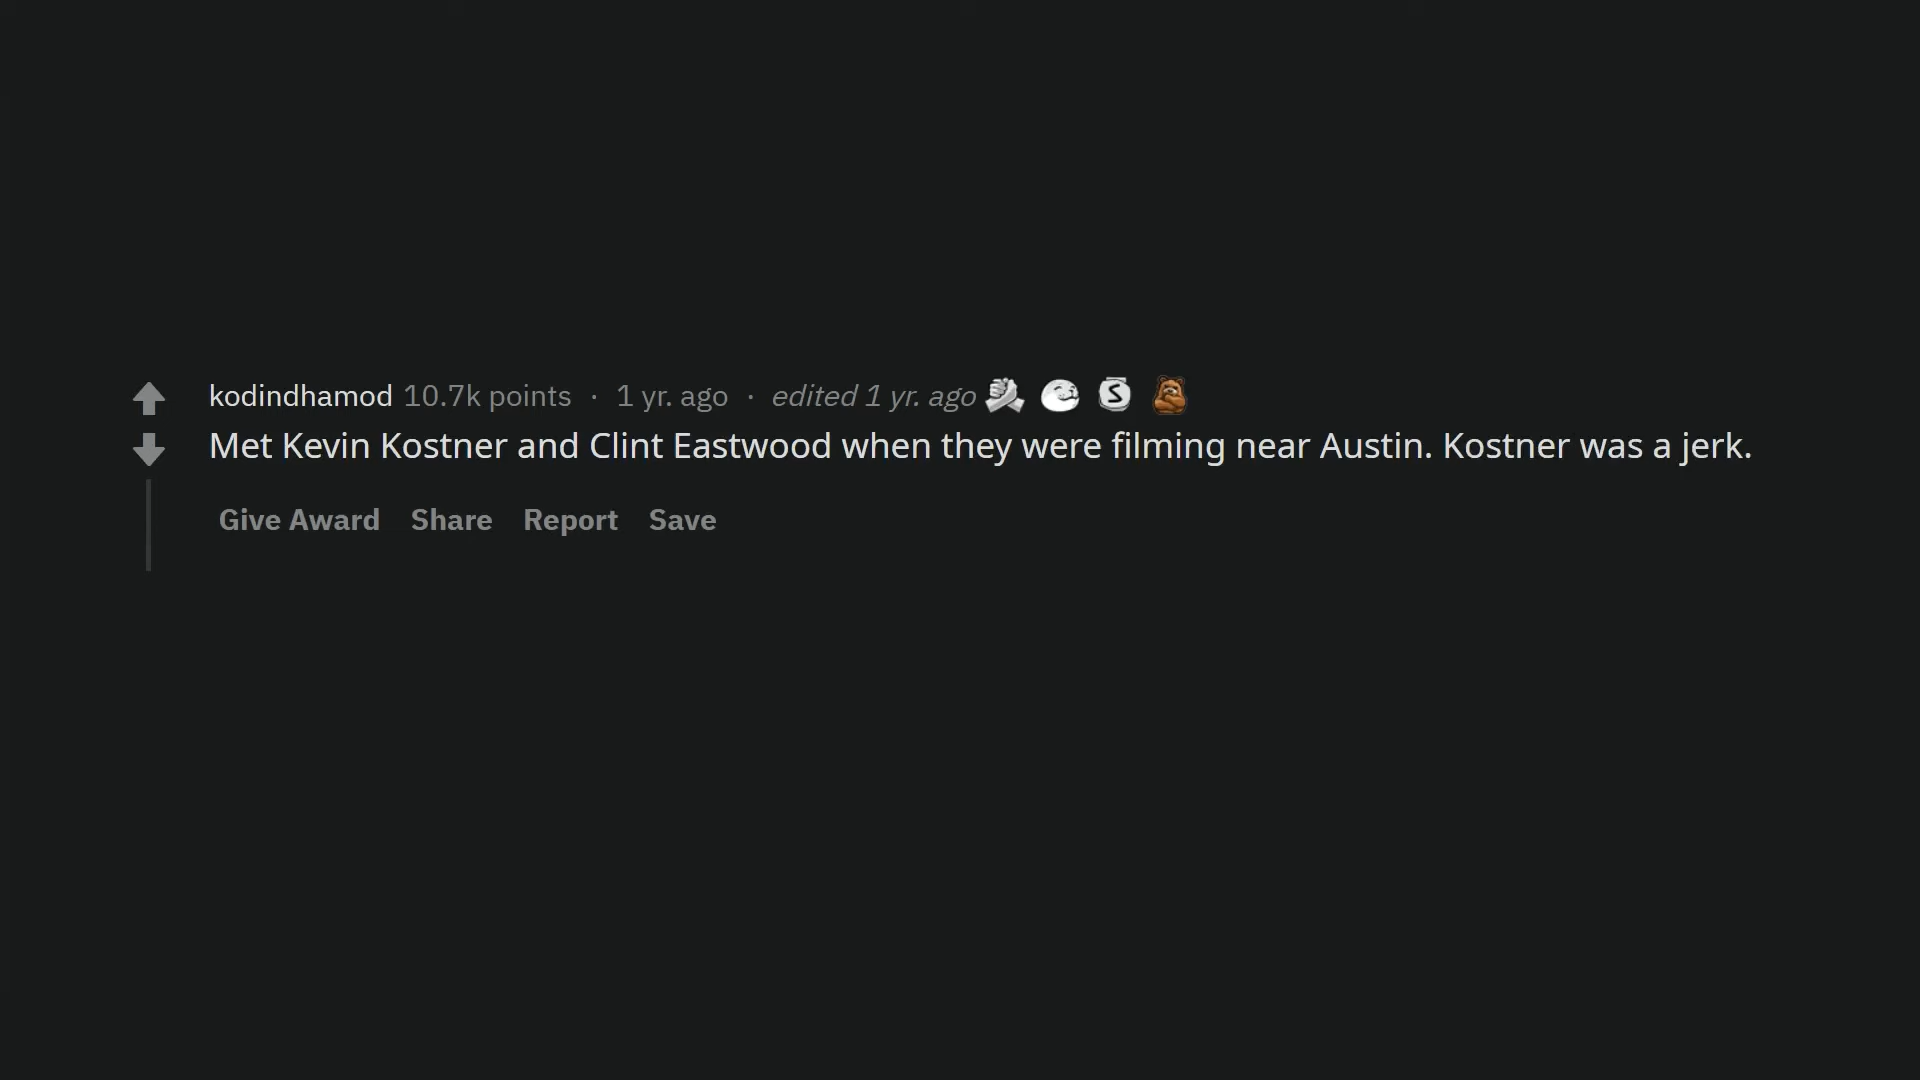 kodindhamod 10.7k points · 1 yr. ago · edited 1 yr. ago
Met Kevin Kostner and Clint Eastwood when they were filming near Austin. Kostner was a jerk.
Give Award Share Report Save